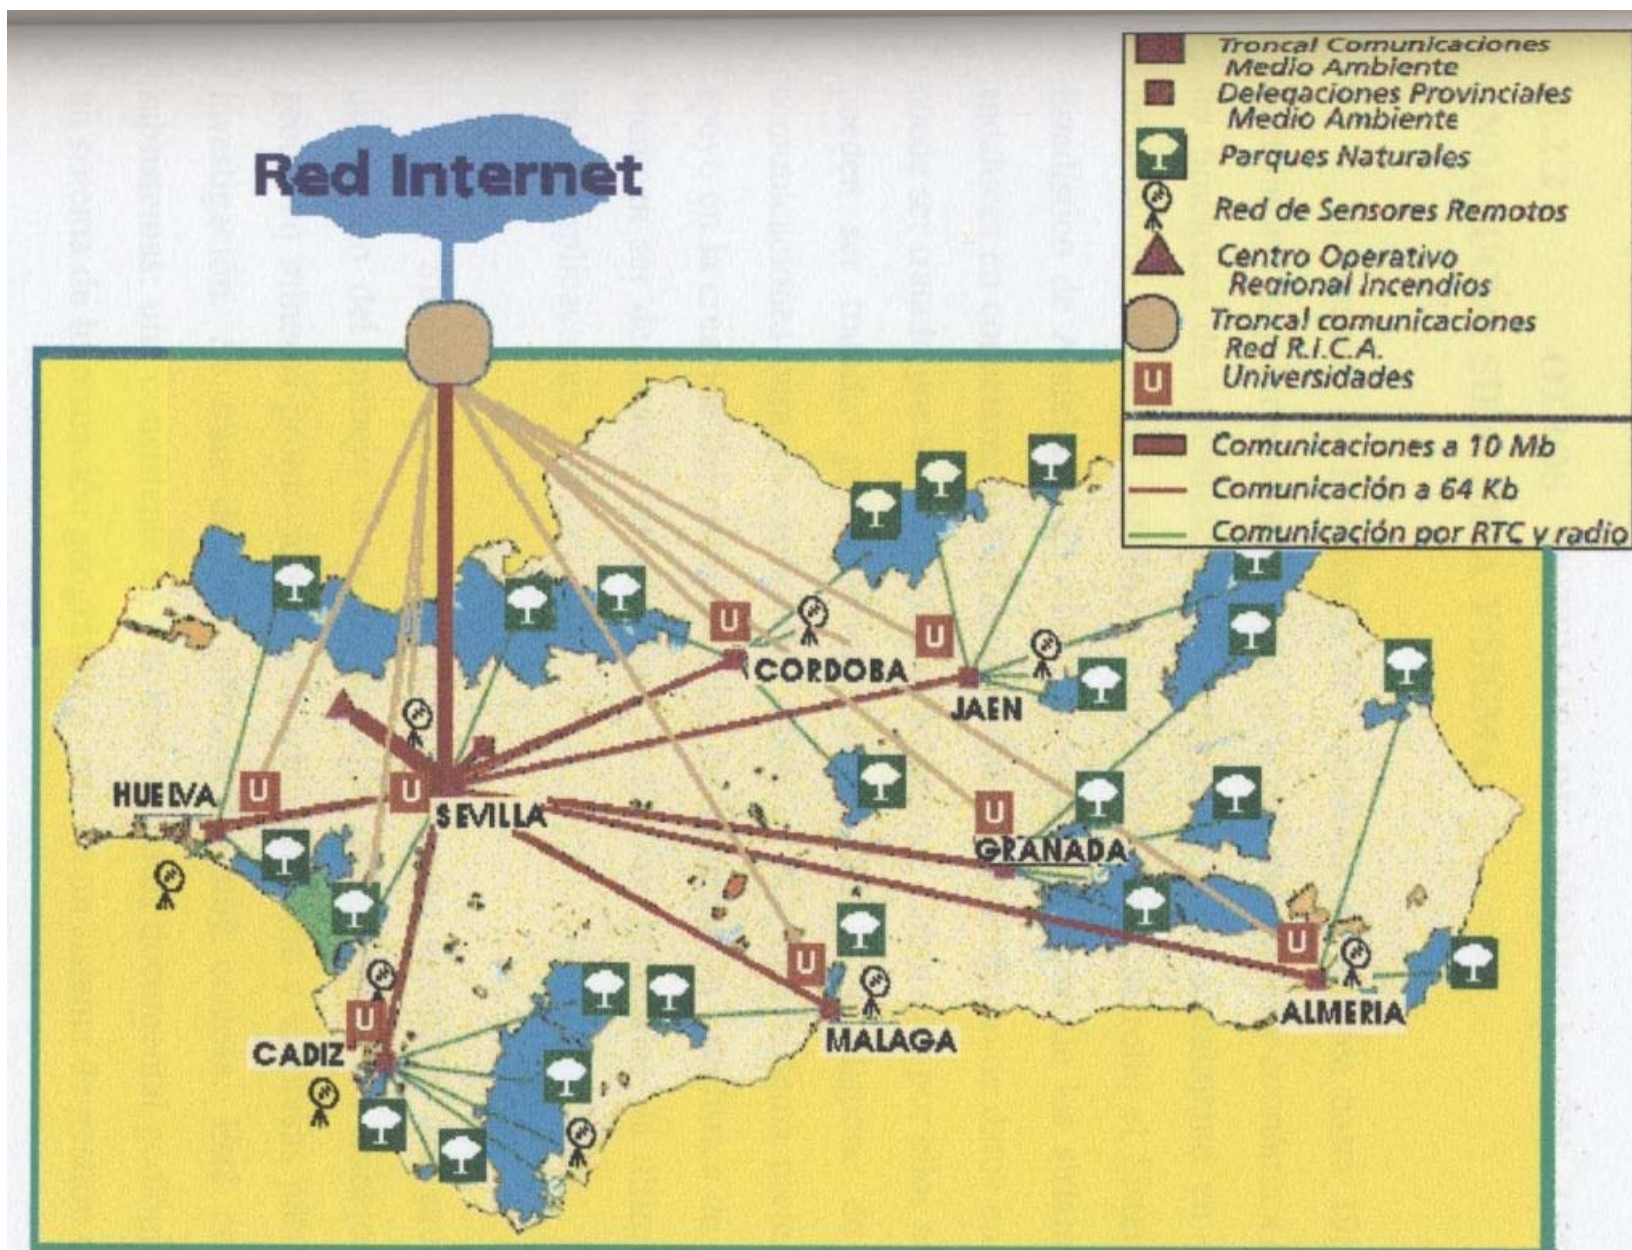 Troncal Comunicaciones
Medio Ambiente
Delegaciones Provinciales
Medio Ambiente
Parques Naturales
Red de Sensores Remotos
Centro Operativo
Regional Incendios
Troncal comunicaciones
Red R.I.C.A.
U Universidades
Comunicaciones a 10 Mb
Comunicación a 64 Kb
Comunicación por RTC y radio
Red Internet
U
CORDOBA
U
JAEN
HUELVA
U
U
SEVILLA
U
GRANADA
U
U
ALMERIA
U
CADIZ
MALAGA